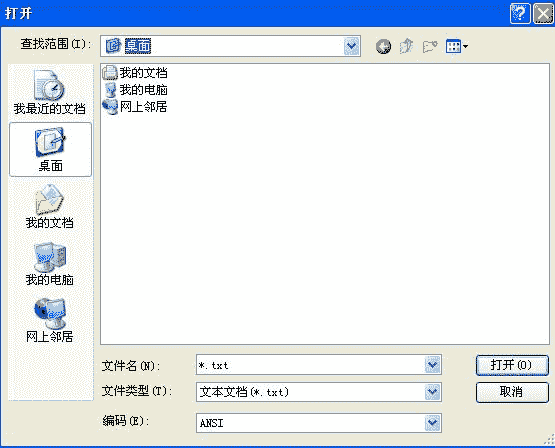 打开
查找范围(I):
桌面
我最近的文档
桌面
我的文档
我的电脑
网上邻居
我的文档
我的电脑
网上邻居
文件名(N):
*.txt
打开(O)
文件类型(T):
文本文档(*.txt)
取消
编码(E):
ANSI